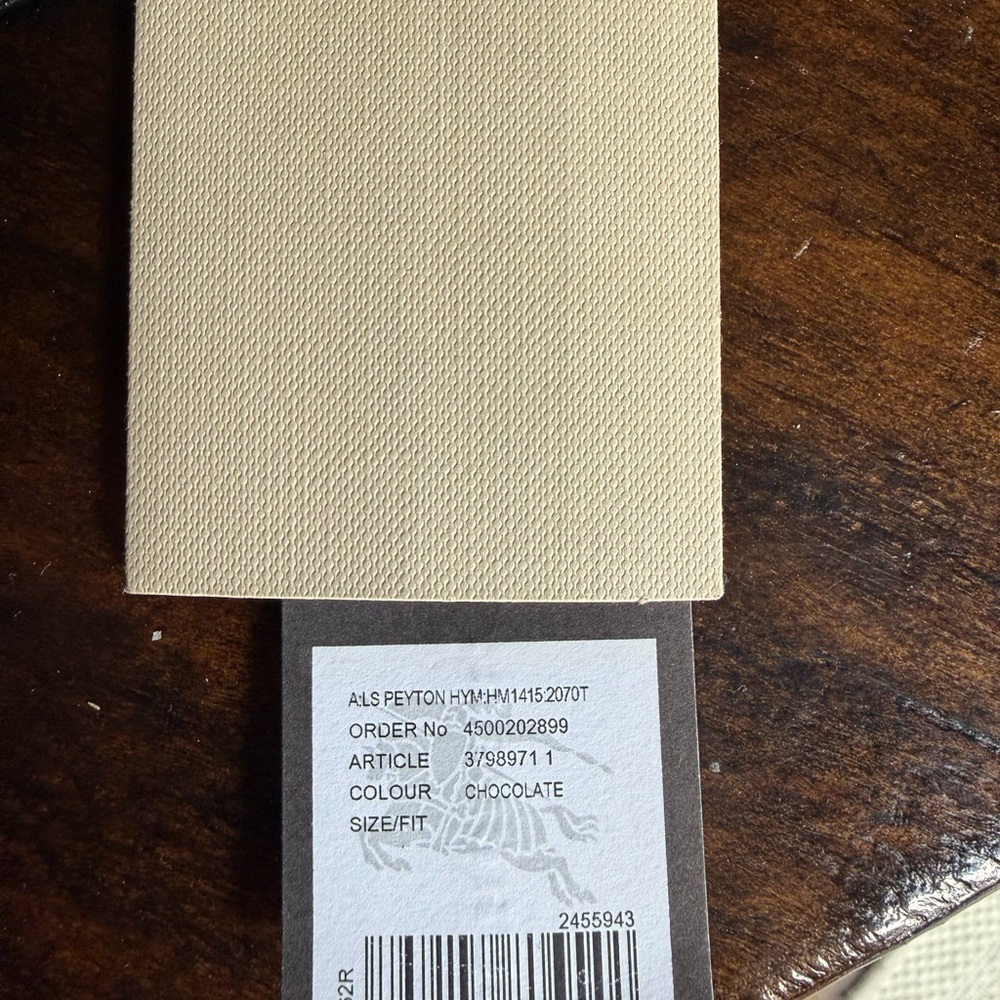 A:LS PEYTON HYM:HM1415:2070T
ORDER No 4500202899
ARTICLE 3798971 1
COLOUR CHOCOLATE
SIZE/FIT
2455943